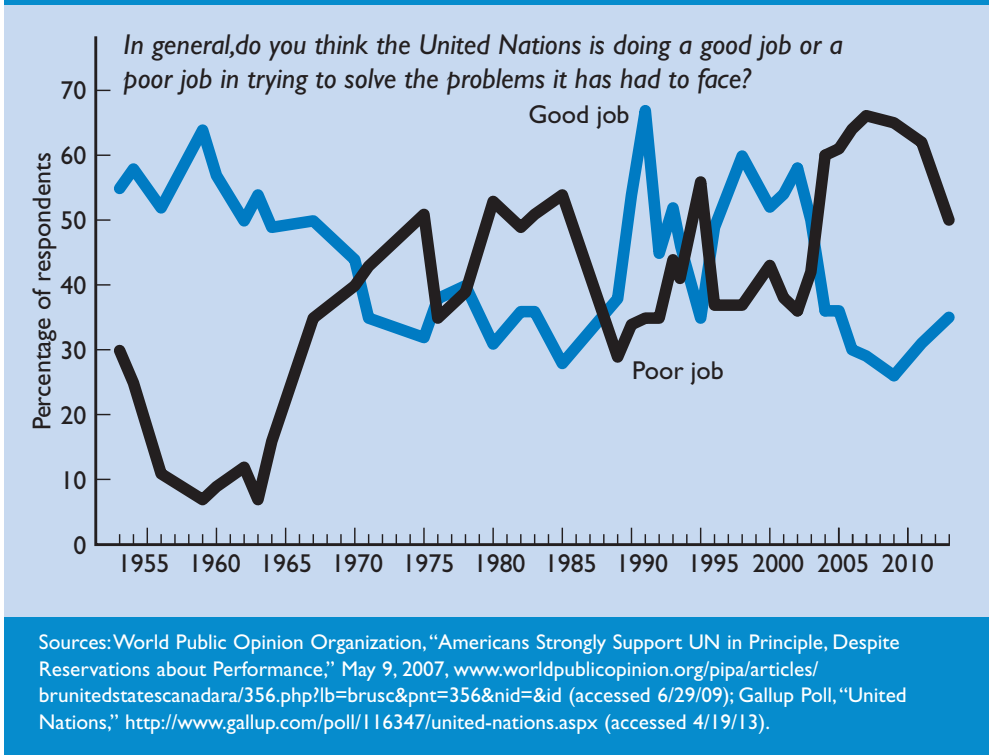 In general,do you think the United Nations is doing a good job or a
poor job in trying to solve the problems it has had to face?
Percentage of respondents
70
60
50
40
30
20
10
0
Good job
Poor job
1955 1960 1965 1970 1975 1980 1985 1990 1995 2000 2005 2010
Sources:World Public Opinion Organization,“Americans Strongly Support UN in Principle, Despite
Reservations about Performance,” May 9, 2007, www.worldpublicopinion.org/pipa/articles/
brunitedstatescanadara/356.php?lb=brusc&pnt=356&nid=&id (accessed 6/29/09); Gallup Poll,“United
Nations,” http://www.gallup.com/poll/116347/united-nations.aspx (accessed 4/19/13).